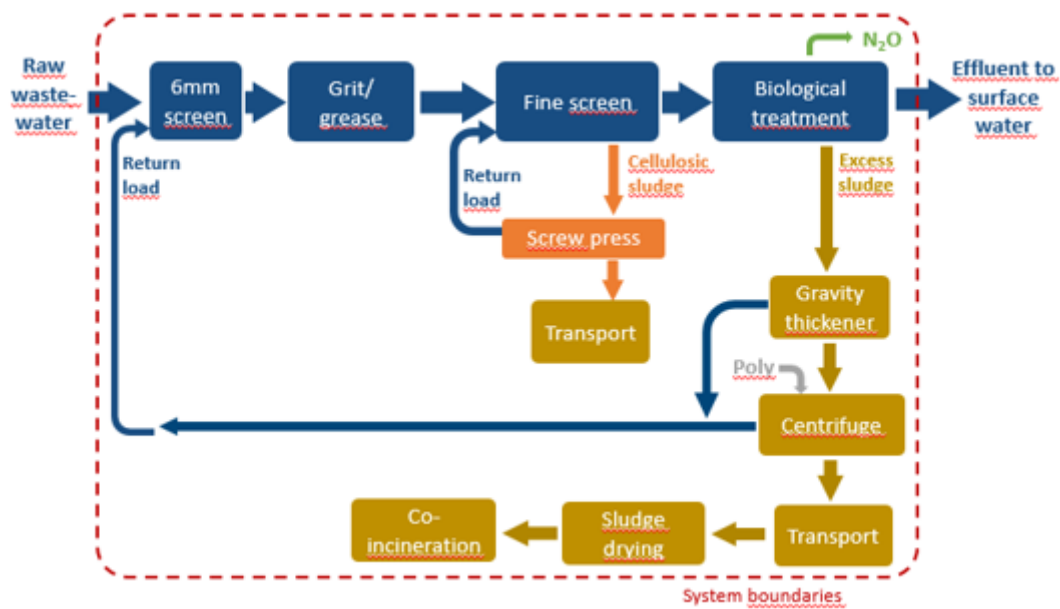 N₂O
Raw
waste-
water
6mm
screen
Grit/
grease
Fine screen
Biological
treatment
Effluent to
surface
water
Return
load
Return
load
Cellulosic
sludge
Excess
sludge
Screw press
Gravity
thickener
Transport
Poly
Centrifuge
Co-
incineration
Sludge
drying
Transport
System boundaries